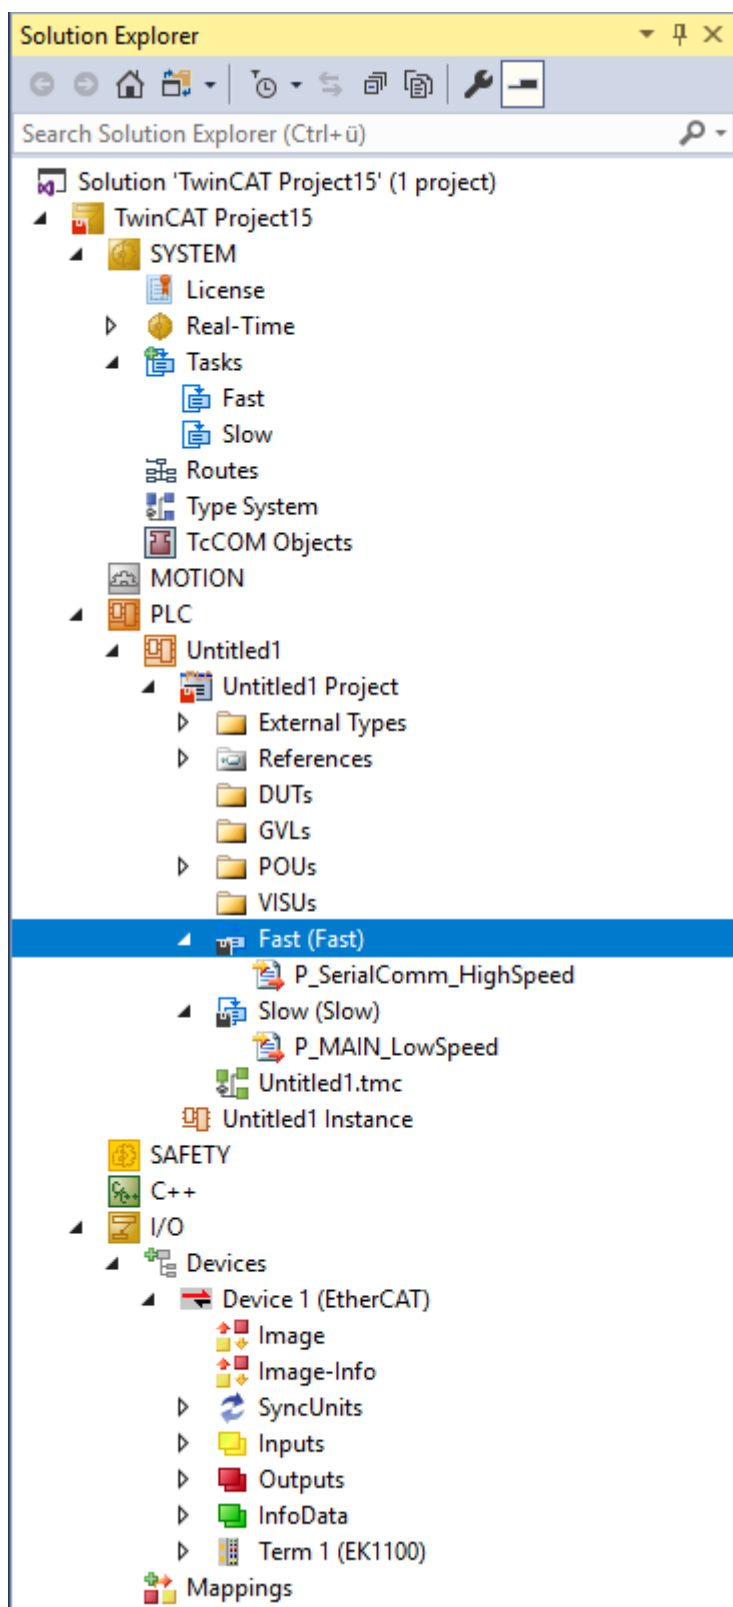 Solution Explorer
Search Solution Explorer (Ctrl+ü)
Solution 'TwinCAT Project15' (1 project)
TwinCAT Project15
SYSTEM
License
Real-Time
Tasks
Fast
Slow
Routes
Type System
TcCOM Objects
MOTION
PLC
Untitled1
Untitled1 Project
External Types
References
DUTs
GVLs
POUs
VISUs
Fast (Fast)
P_SerialComm_HighSpeed
Slow (Slow)
P_MAIN_LowSpeed
Untitled1.tmc
Untitled1 Instance
SAFETY
C++
I/O
Devices
Device 1 (EtherCAT)
Image
Image-Info
SyncUnits
Inputs
Outputs
InfoData
Term 1 (EK1100)
Mappings